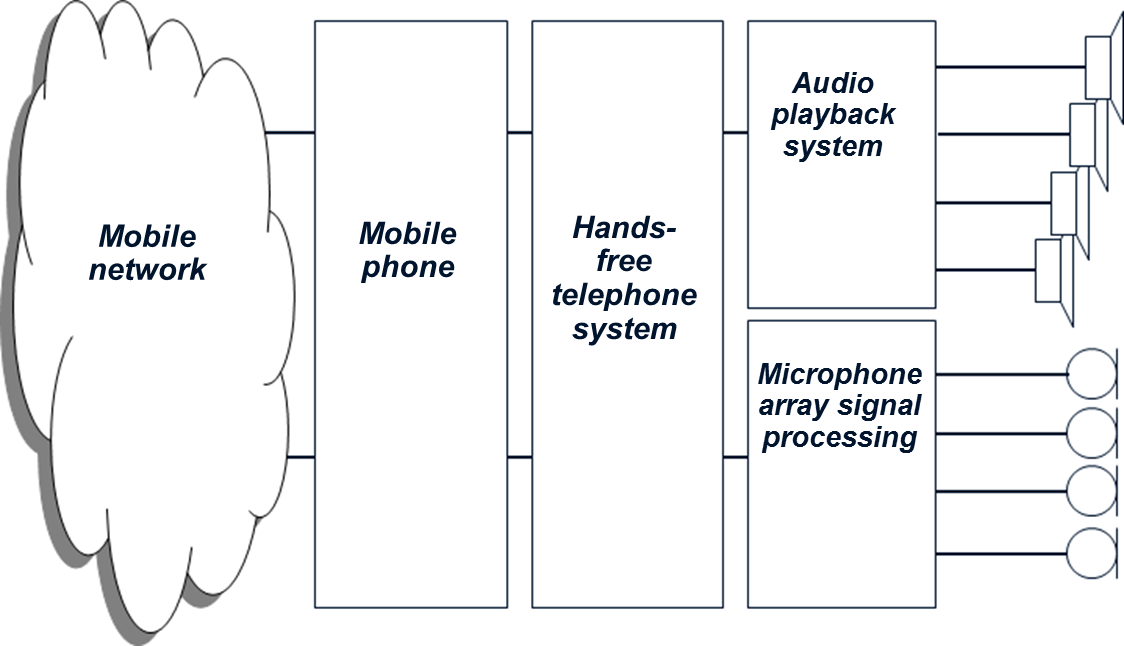 Mobile
network
Mobile
phone
Hands-
free
telephone
system
Audio
playback
system
Microphone
array signal
processing